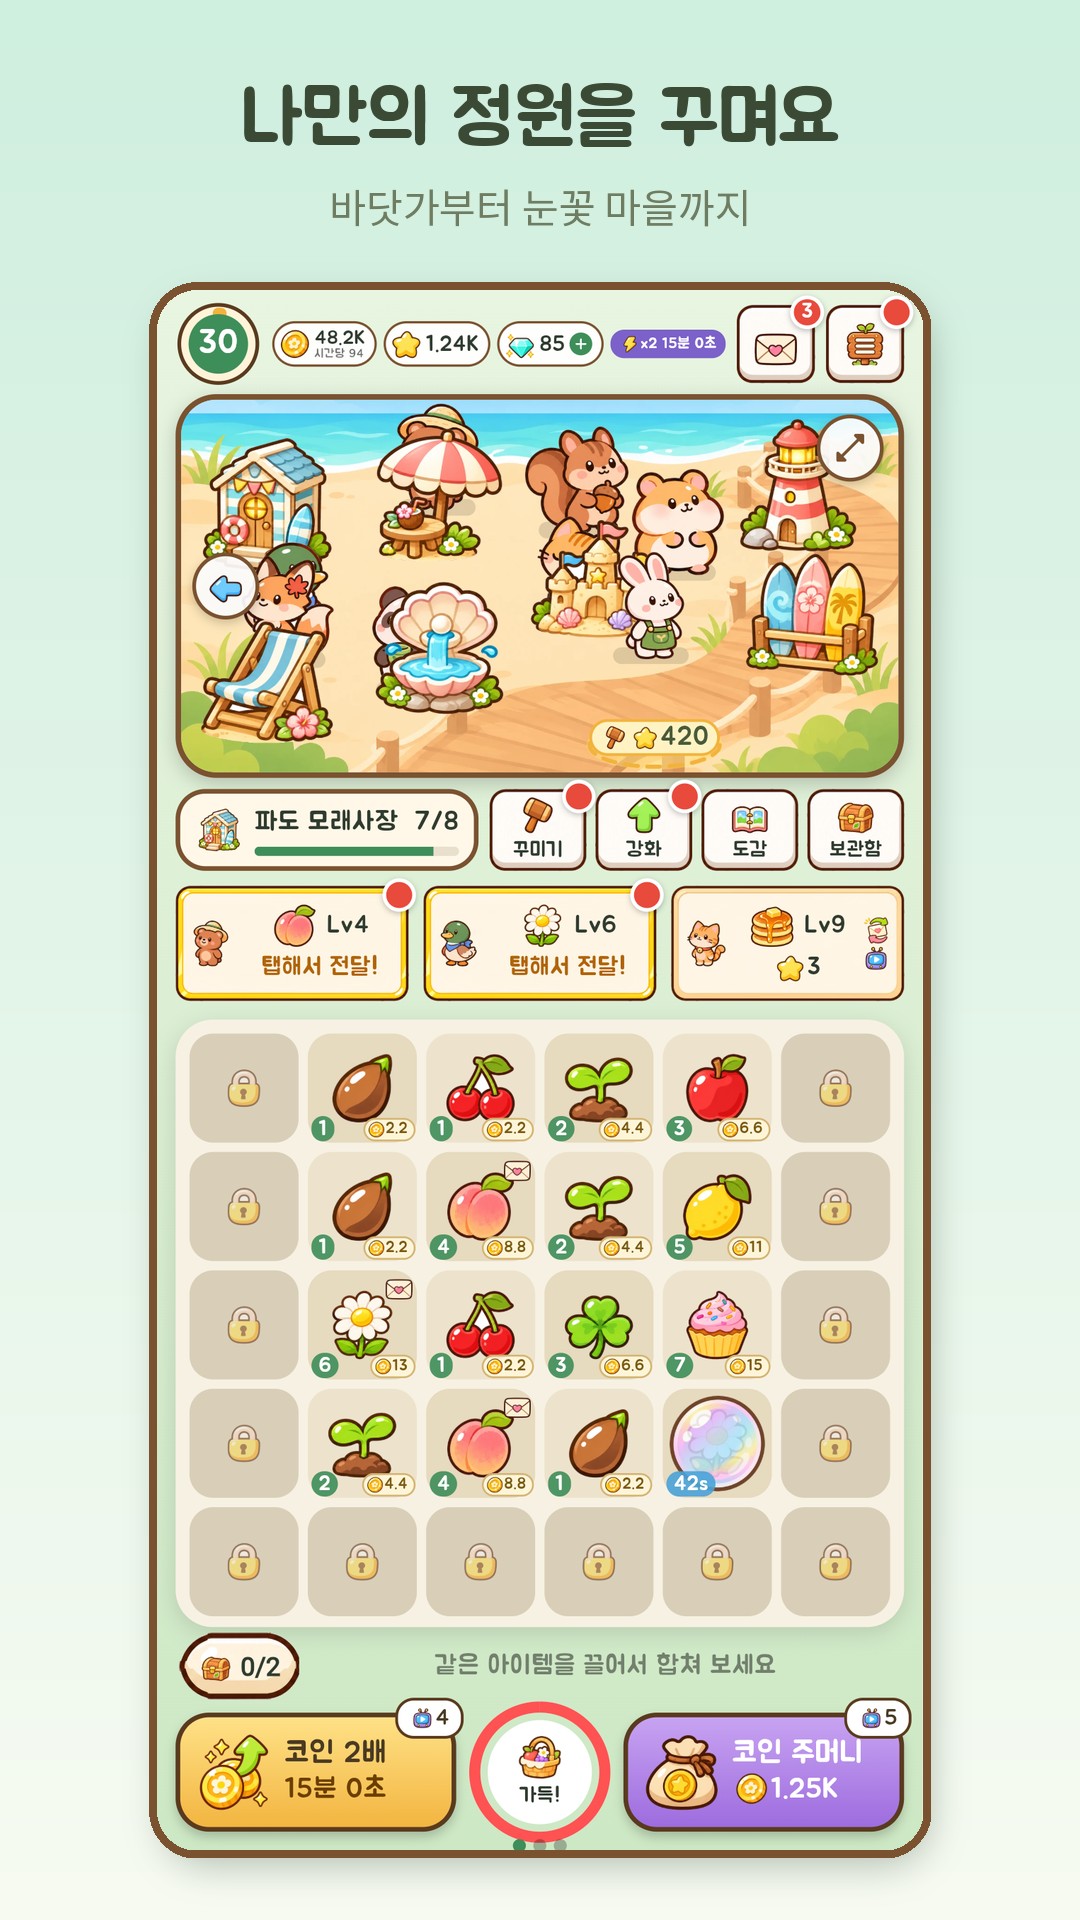 나만의 정원을 꾸며요
바닷가부터 눈꽃 마을까지
30
48.2K
시간당 94
1.24K
85
x2 15분 0초
3
420
파도 모래사장 7/8
꾸미기
강화
도감
보관함
Lv4
탭해서 전달!
Lv6
탭해서 전달!
Lv9
3
1 2.2
1 2.2
2 4.4
3 6.6
1 2.2
4 8.8
2 4.4
5 11
6 13
1 2.2
3 6.6
7 15
2 4.4
4 8.8
1 2.2
42s
0/2
같은 아이템을 끌어서 합쳐 보세요
코인 2배
15분 0초
4
가득!
코인 주머니
1.25K
5